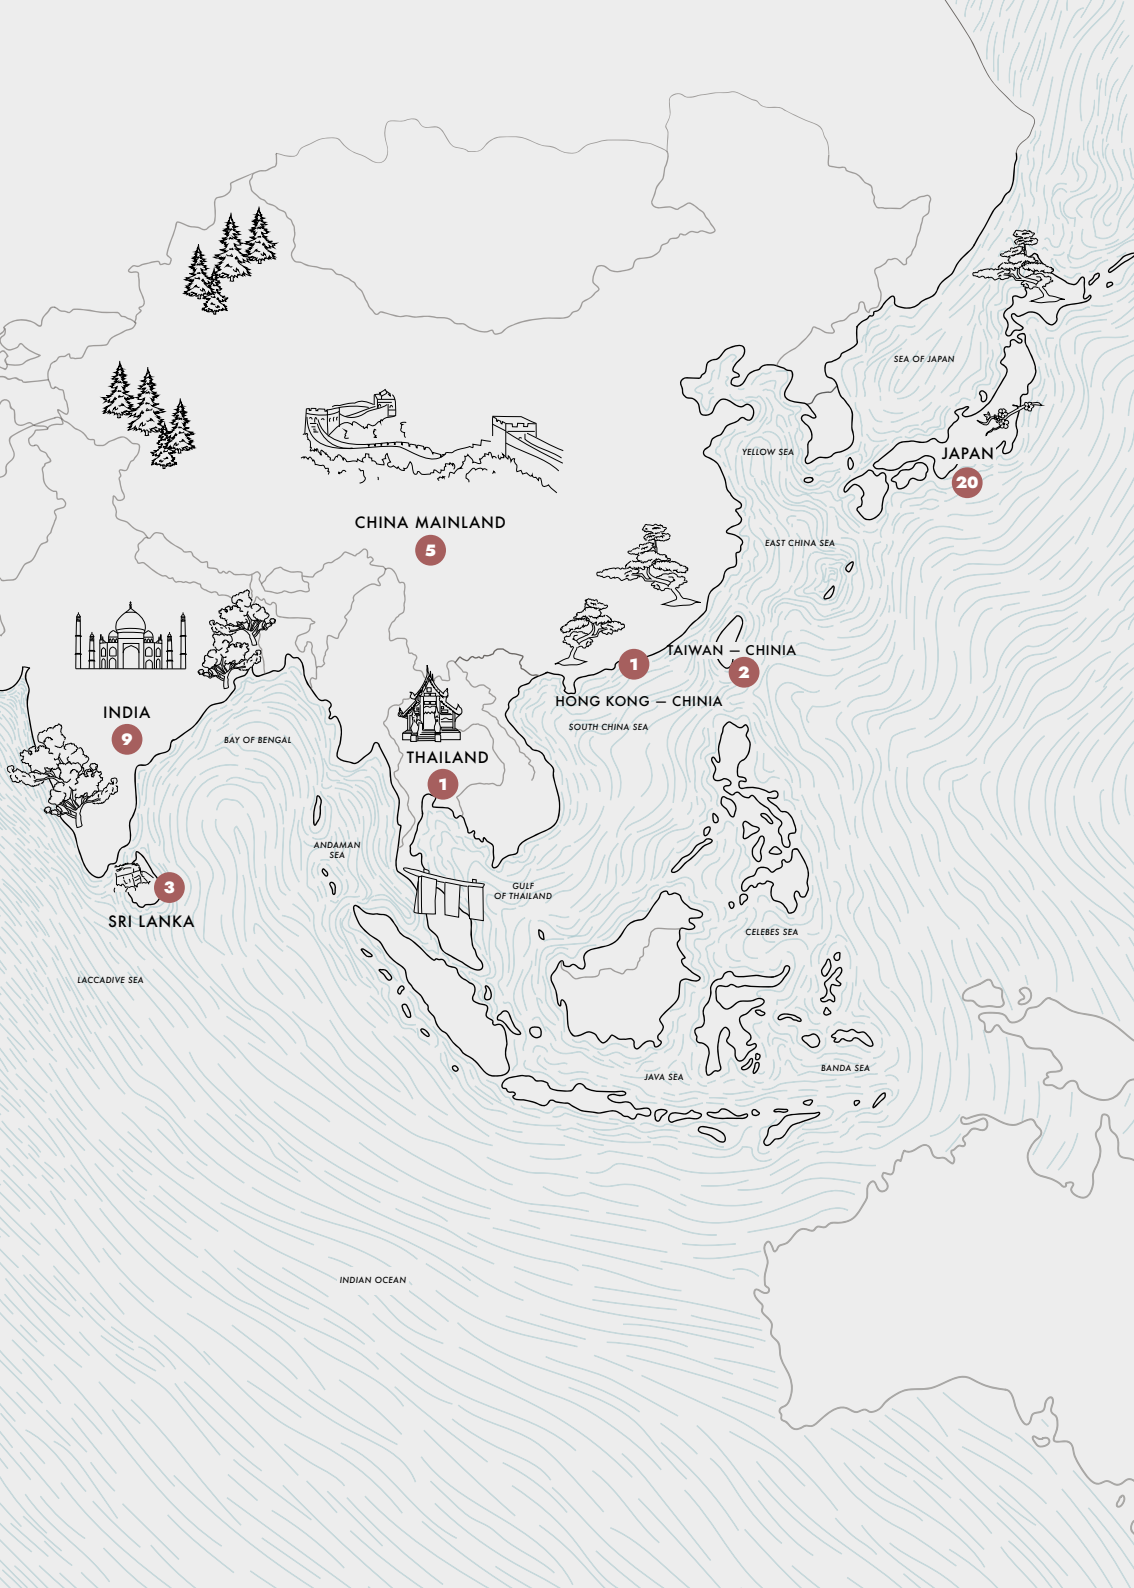 SEA OF JAPAN
YELLOW SEA
JAPAN
20
CHINA MAINLAND
5
EAST CHINA SEA
TAIWAN — CHINIA
1
2
HONG KONG — CHINIA
SOUTH CHINA SEA
INDIA
9
BAY OF BENGAL
THAILAND
1
ANDAMAN
SEA
GULF
OF THAILAND
3
SRI LANKA
CELEBES SEA
LACCADIVE SEA
BANDA SEA
JAVA SEA
INDIAN OCEAN